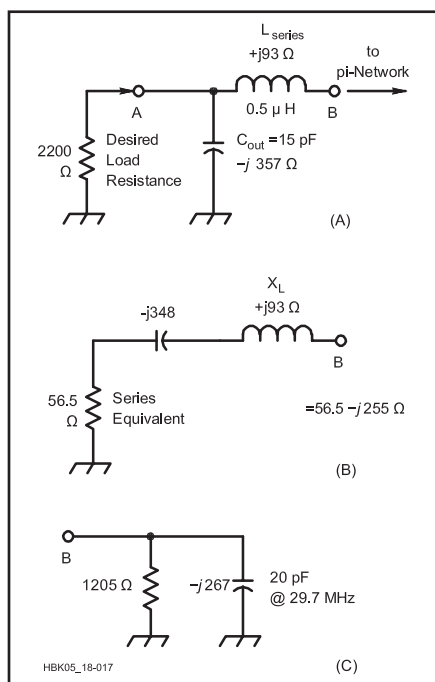 (A)
L series
+j93 Ω
to
pi-Network
A
0.5 µ H
B
2200
Ω
Desired
Load
Resistance
C out =15 pF
–j 357 Ω
(B)
-j348
X L
+j93 Ω
B
56.5
Ω
Series
Equivalent
=56.5 –j 255 Ω
(C)
B
1205 Ω
–j 267
20 pF
@ 29.7 MHz
HBK05_18-017